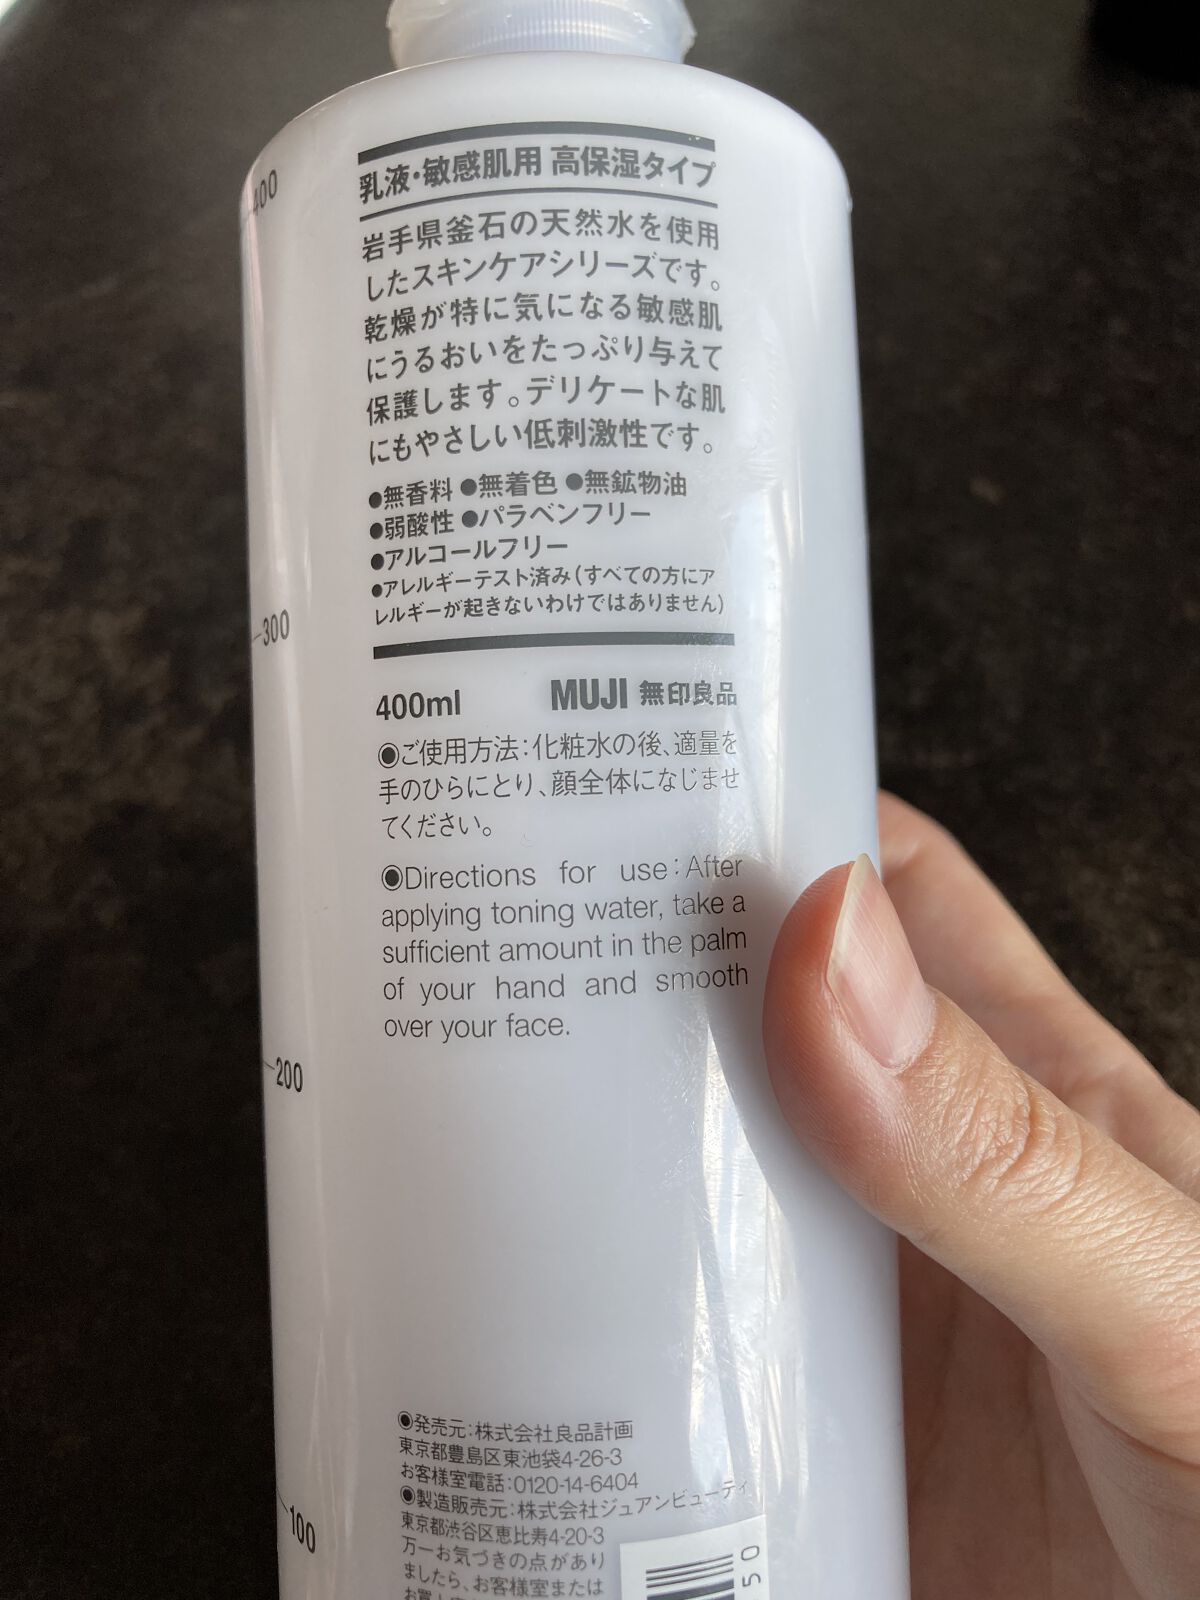 乳液・敏感肌用 高保湿タイプ
岩手県釜石の天然水を使用
したスキンケアシリーズです。
乾燥が特に気になる敏感肌
にうるおいをたっぷり与えて
保護します。デリケートな肌
にもやさしい低刺激性です。
●無香料 ●無着色 ●無鉱物油
●弱酸性 ●パラベンフリー
●アルコールフリー
●アレルギーテスト済み(すべての方にア
レルギーが起きないわけではありません)
400ml MUJI 無印良品
◉ご使用方法:化粧水の後、適量を
手のひらにとり、顔全体になじませ
てください。
◉Directions for use:After
applying toning water, take a
sufficient amount in the palm
of your hand and smooth
over your face.
◉発売元:株式会社良品計画
東京都豊島区東池袋4-26-3
お客様室電話:0120-14-6404
◉製造販売元:株式会社ジュアンビューティ
東京都渋谷区恵比寿4-20-3
万一お気づきの点があり
ましたら、お客様室または
400
300
200
100
50